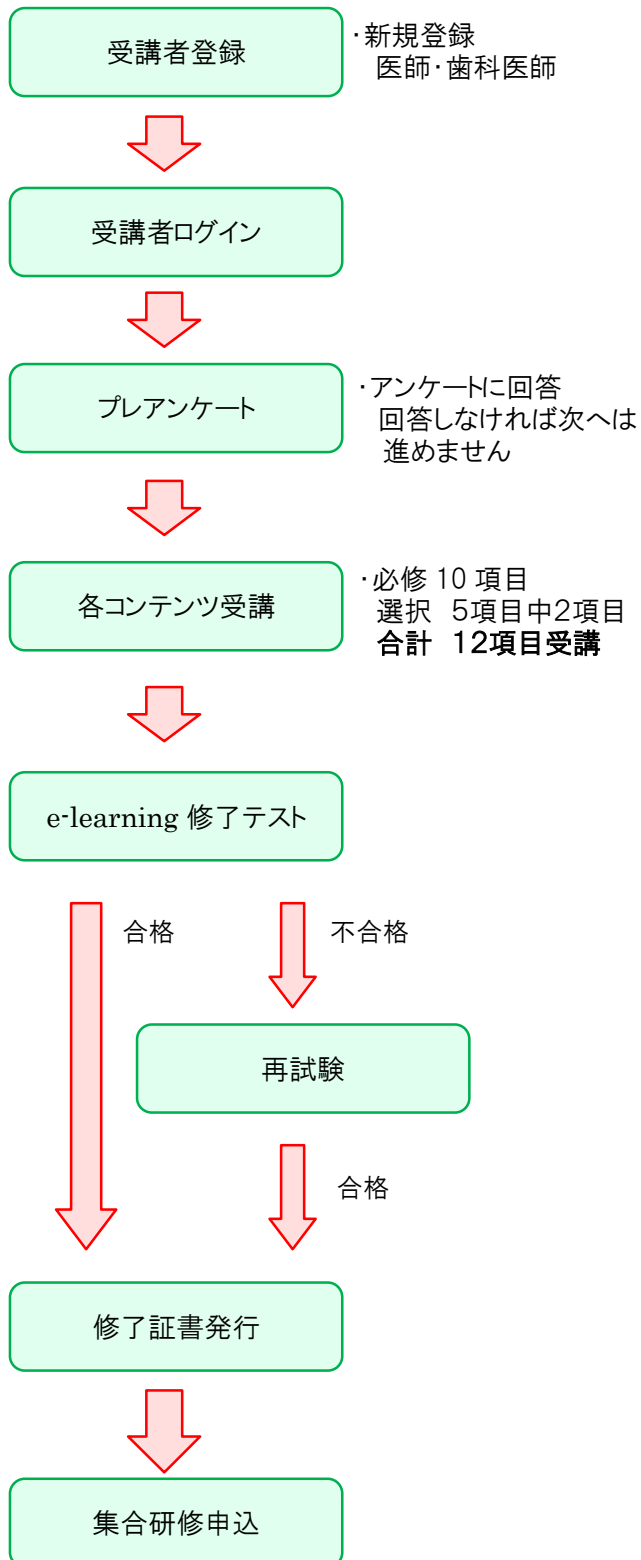 受講者登録
・新規登録
医師・歯科医師
受講者ログイン
プレアンケート
・アンケートに回答
回答しなければ次へは
進めません
各コンテンツ受講
・必修 10 項目
選択　5項目中2項目
合計　12項目受講
e-learning 修了テスト
合格
不合格
再試験
合格
修了証書発行
集合研修申込